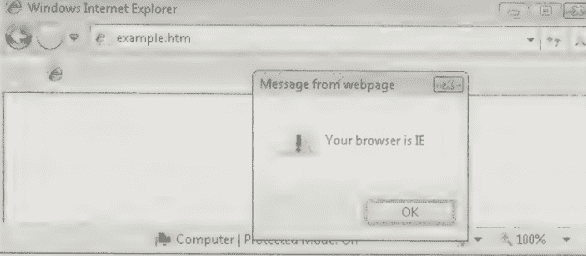 Windows Internet Explorer
example.htm
Message from webpage
Your browser is IE
OK
Computer | Protected Mode: On
100%